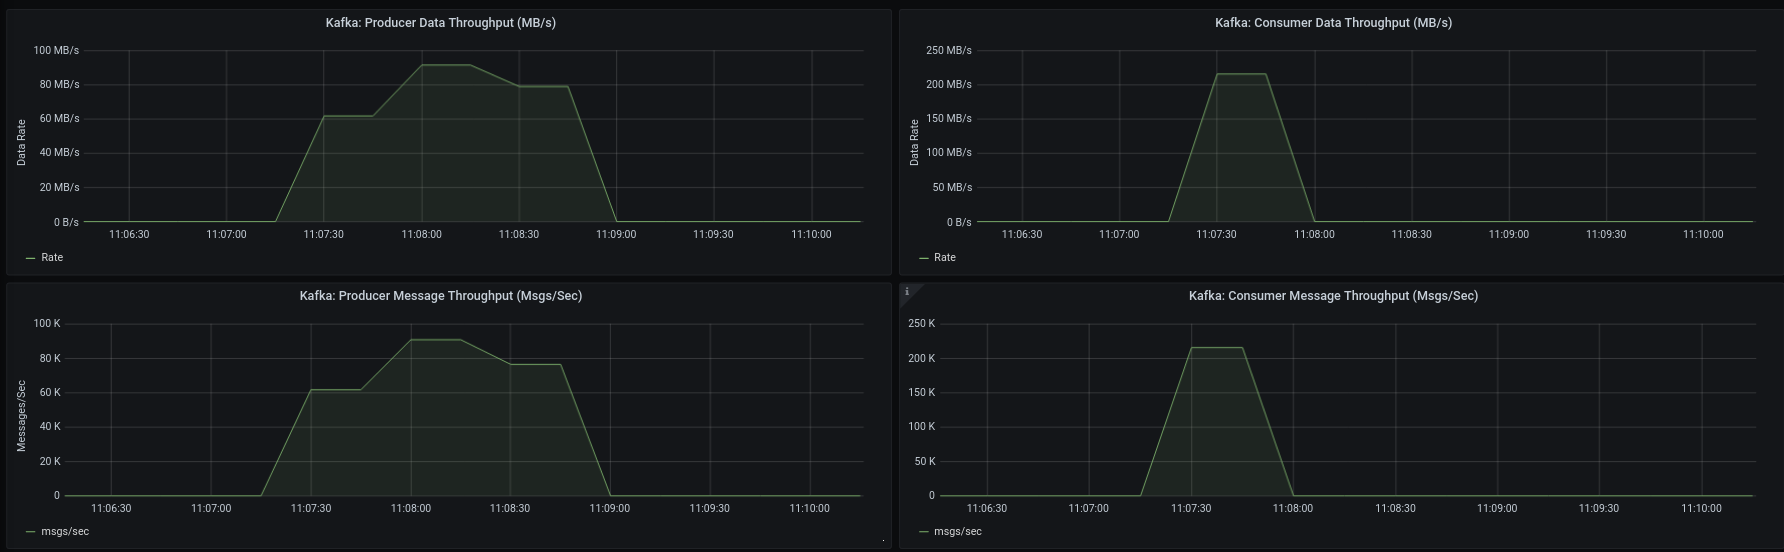 Kafka: Producer Data Throughput (MB/s)
100 MB/s
80 MB/s
60 MB/s
40 MB/s
20 MB/s
0 B/s
Data Rate
11:06:30 11:07:00 11:07:30 11:08:00 11:08:30 11:09:00 11:09:30 11:10:00
Rate
Kafka: Consumer Data Throughput (MB/s)
250 MB/s
200 MB/s
150 MB/s
100 MB/s
50 MB/s
0 B/s
Data Rate
11:06:30 11:07:00 11:07:30 11:08:00 11:08:30 11:09:00 11:09:30 11:10:00
Rate
Kafka: Producer Message Throughput (Msgs/Sec)
100 K
80 K
60 K
40 K
20 K
0
Messages/Sec
11:06:30 11:07:00 11:07:30 11:08:00 11:08:30 11:09:00 11:09:30 11:10:00
msgs/sec
i
Kafka: Consumer Message Throughput (Msgs/Sec)
250 K
200 K
150 K
100 K
50 K
0
11:06:30 11:07:00 11:07:30 11:08:00 11:08:30 11:09:00 11:09:30 11:10:00
msgs/sec